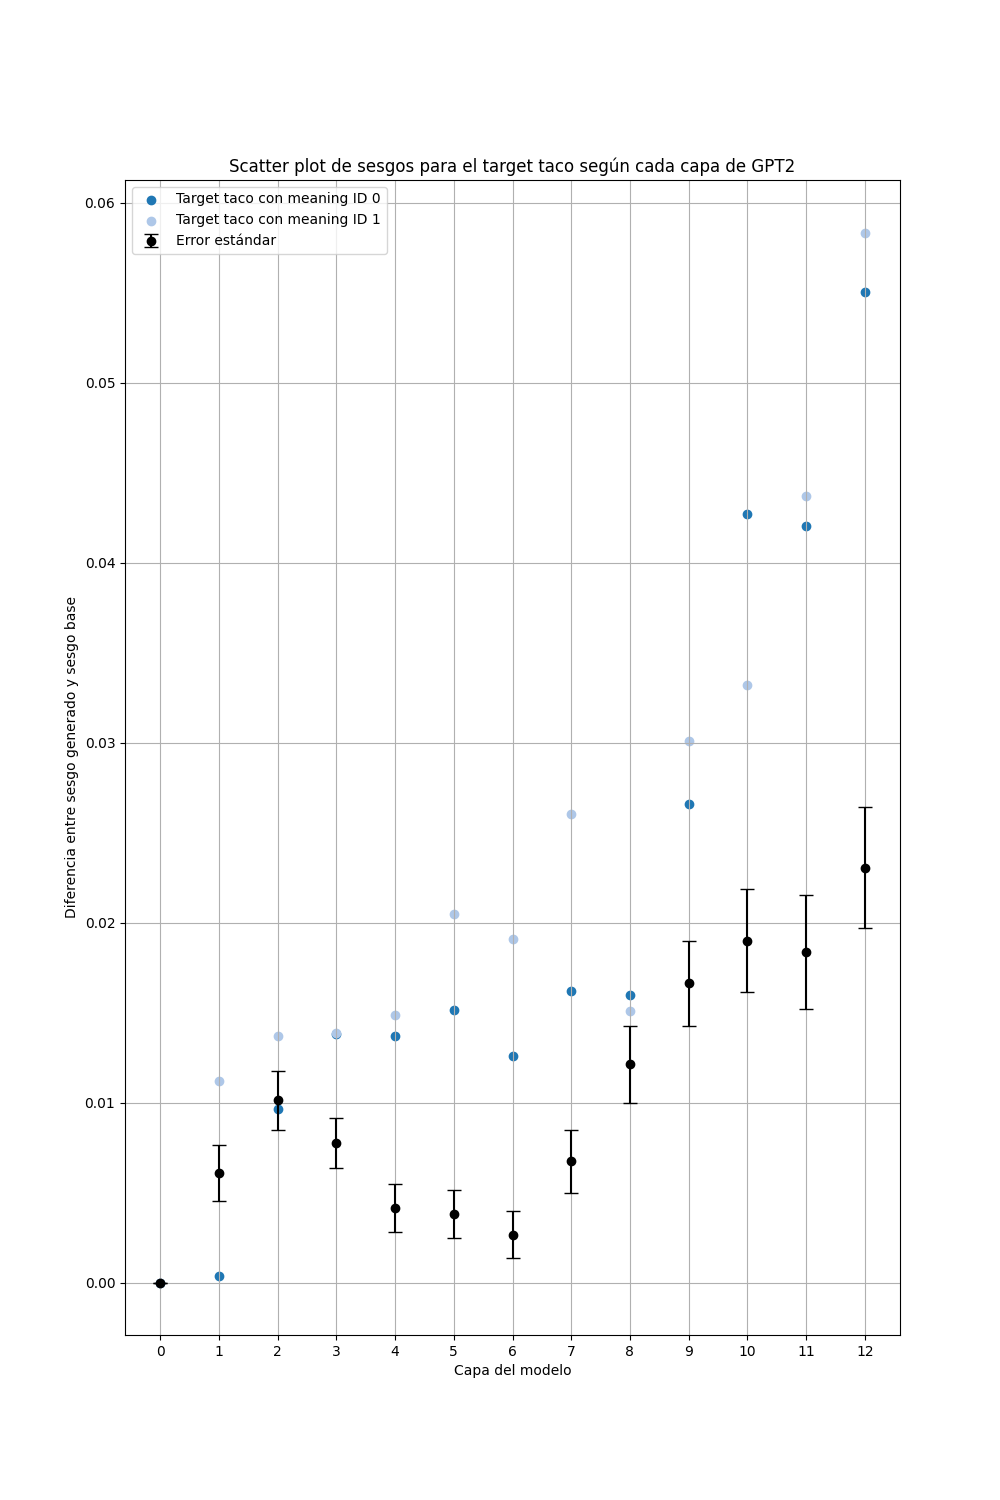 Scatter plot de sesgos para el target taco según cada capa de GPT2
Target taco con meaning ID 0
Target taco con meaning ID 1
Error estándar
0.06
0.05
0.04
0.03
0.02
0.01
0.00
Diferencia entre sesgo generado y sesgo base
0 1 2 3 4 5 6 7 8 9 10 11 12
Capa del modelo